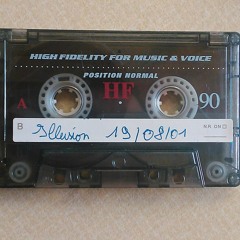 HIGH FIDELITY FOR MUSIC & VOICE
POSITION NORMAL
A HF 90
B Illusion 19/08/01